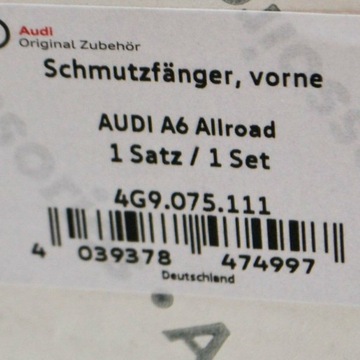 Audi
Original Zubehör
Schmutzfänger, vorne
AUDI A6 Allroad
1 Satz / 1 Set
4G9.075.111
4 039378 474997
Deutschland